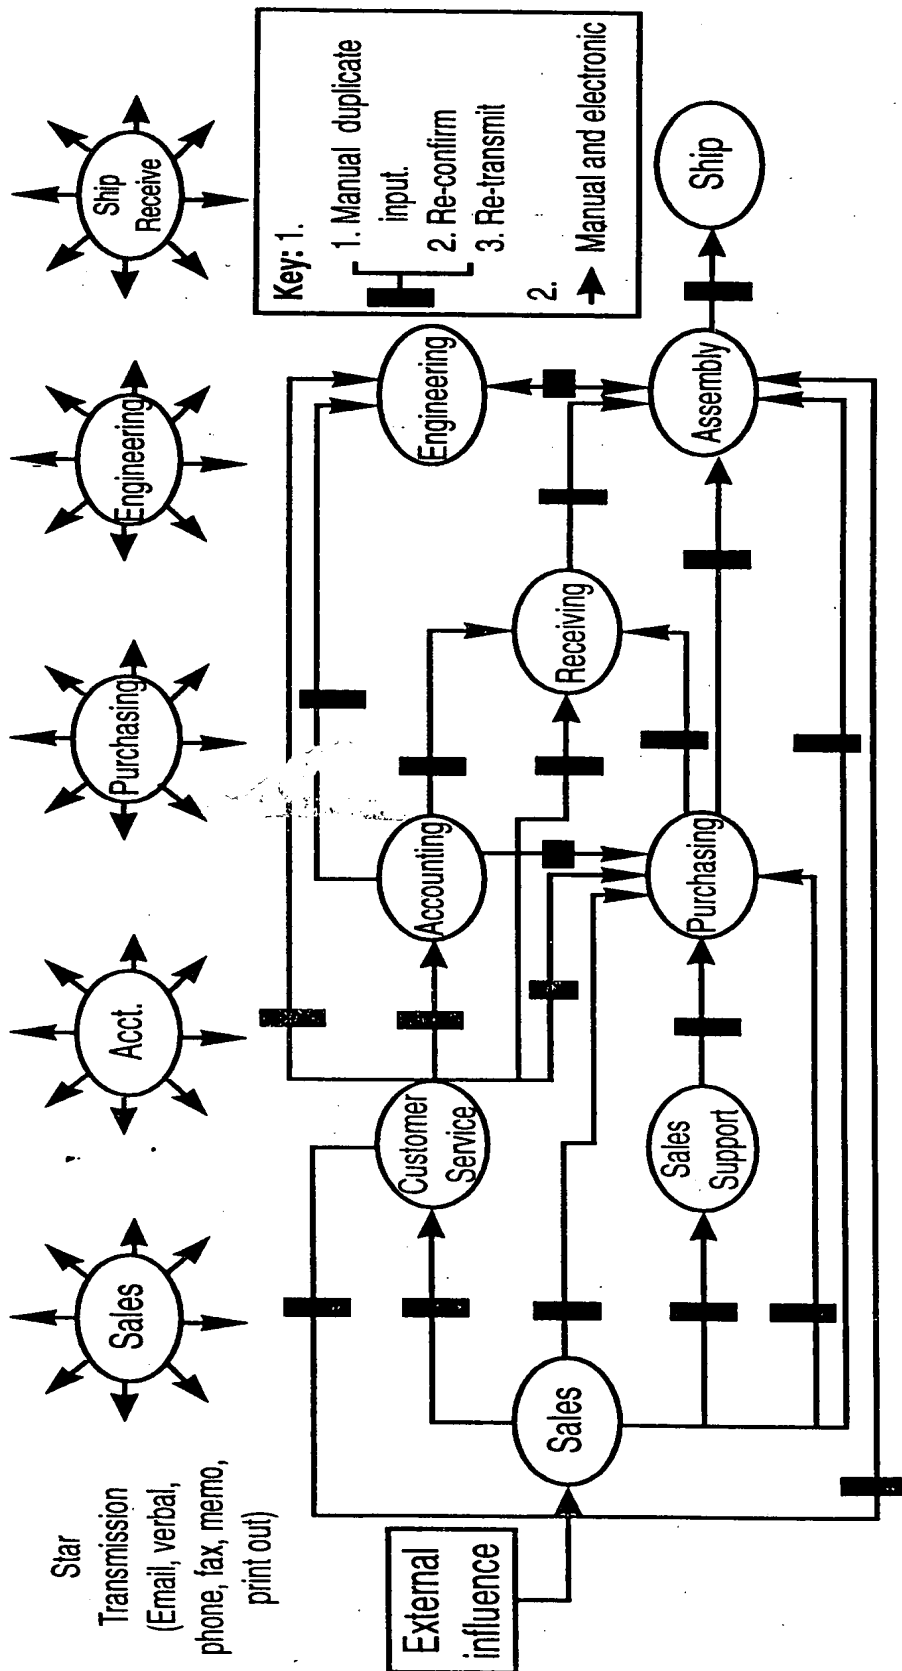 Star
Transmission
(Email, verbal,
phone, fax, memo,
print out)
Sales
Acct.
Purchasing
Engineering
Ship
Receive
External
influence
Sales
Customer
Service
Sales
Support
Accounting
Purchasing
Receiving
Engineering
Assembly
Ship
Key: 1.
1. Manual duplicate
input.
2. Re-confirm
3. Re-transmit
2.
Manual and electronic